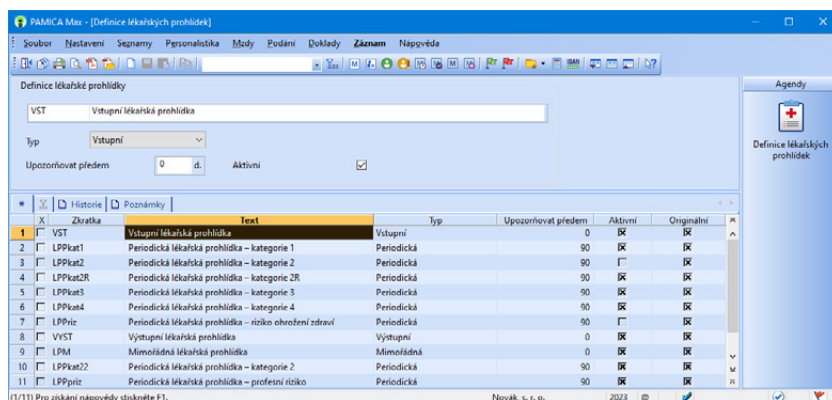 PAMICA Max - [Definice lékařských prohlídek]
Soubor Nastavení Seznamy Personalistika Mzdy Podání Doklady Záznam Nápověda
Definice lékařské prohlídky
VST Vstupní lékařská prohlídka
Typ Vstupní
Upozorňovat předem 0 d. Aktivní
Agendy
Definice lékařských
prohlídek
Historie Poznámky
X Zkratka Text Typ Upozorňovat předem Aktivní Originální
1 VST Vstupní lékařská prohlídka Vstupní 0
2 LPPkat1 Periodická lékařská prohlídka – kategorie 1 Periodická 90
3 LPPkat2 Periodická lékařská prohlídka – kategorie 2 Periodická 90
4 LPPkat2R Periodická lékařská prohlídka – kategorie 2R Periodická 90
5 LPPkat3 Periodická lékařská prohlídka – kategorie 3 Periodická 90
6 LPPkat4 Periodická lékařská prohlídka – kategorie 4 Periodická 90
7 LPPriz Periodická lékařská prohlídka – riziko ohrožení zdraví Periodická 90
8 VYST Výstupní lékařská prohlídka Výstupní 0
9 LPM Mimořádná lékařská prohlídka Mimořádná 0
10 LPPkat22 Periodická lékařská prohlídka – kategorie 2 Periodická 90
11 LPPpriz Periodická lékařská prohlídka – profesní riziko Periodická 90
(1/11) Pro získání nápovědy stiskněte F1. Novák, s. r. o. 2023 @